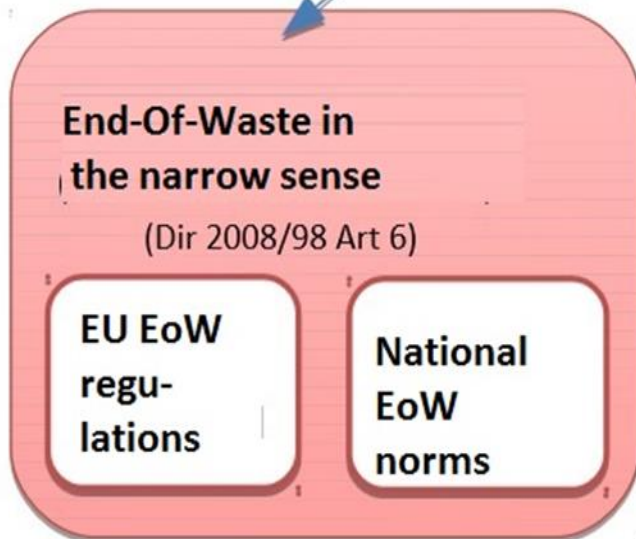 End-Of-Waste in
the narrow sense
(Dir 2008/98 Art 6)
EU EoW
regu-
lations
National
EoW
norms